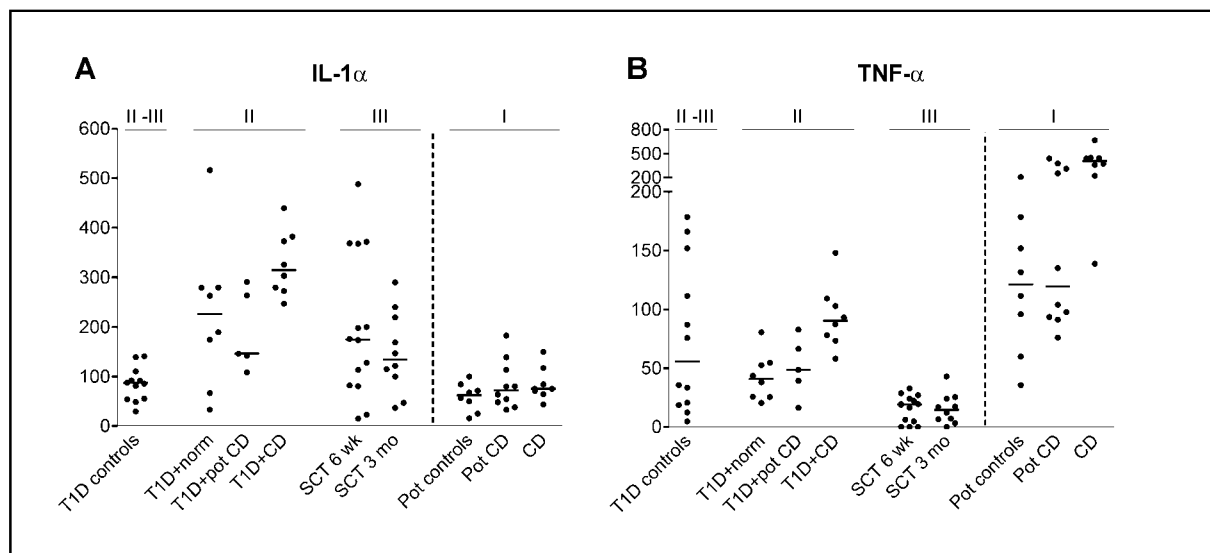 A
IL-1α
II -III
II
III
I
600
500
400
300
200
100
0
T1D controls
T1D+norm
T1D+pot CD
T1D+CD
SCT 6 wk
SCT 3 mo
Pot controls
Pot CD
CD
B
TNF-α
II -III
II
III
I
800
500
200
200
150
100
50
0
T1D controls
T1D+norm
T1D+pot CD
T1D+CD
SCT 6 wk
SCT 3 mo
Pot controls
Pot CD
CD